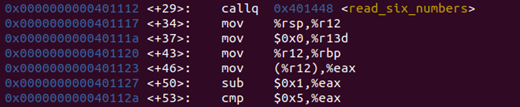 0x0000000000401112 <+29>: callq 0x401448 <read_six_numbers>
0x0000000000401117 <+34>: mov %rsp,%r12
0x000000000040111a <+37>: mov $0x0,%r13d
0x0000000000401120 <+43>: mov %r12,%rbp
0x0000000000401123 <+46>: mov (%r12),%eax
0x0000000000401127 <+50>: sub $0x1,%eax
0x000000000040112a <+53>: cmp $0x5,%eax